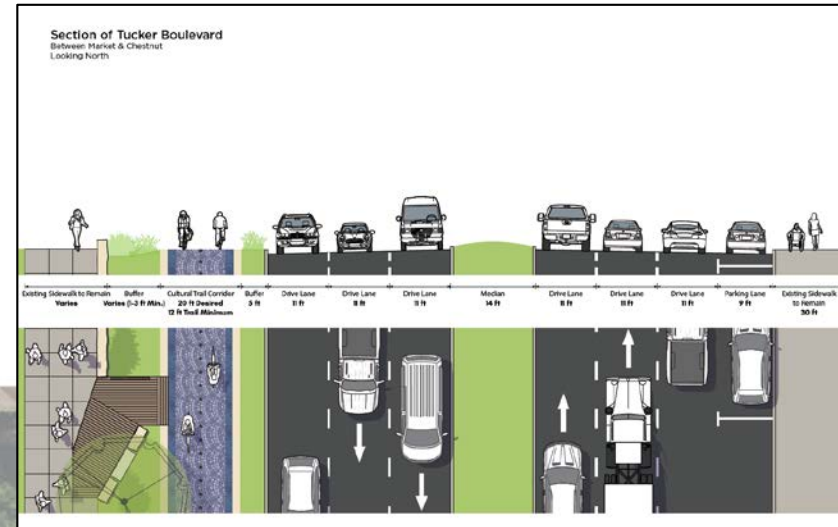 Section of Tucker Boulevard
Between Market & Chestnut
Looking North
Existing Sidewalk to Remain
Varies
Buffer
Varies (1-3 ft Min.)
Cultural Trail Corridor
20 ft Desired
12 ft Trail Minimum
Buffer
5 ft
Drive Lane
11 ft
Drive Lane
11 ft
Drive Lane
11 ft
Median
14 ft
Drive Lane
11 ft
Drive Lane
11 ft
Drive Lane
11 ft
Parking Lane
9 ft
Existing Sidewalk
to Remain
30 ft